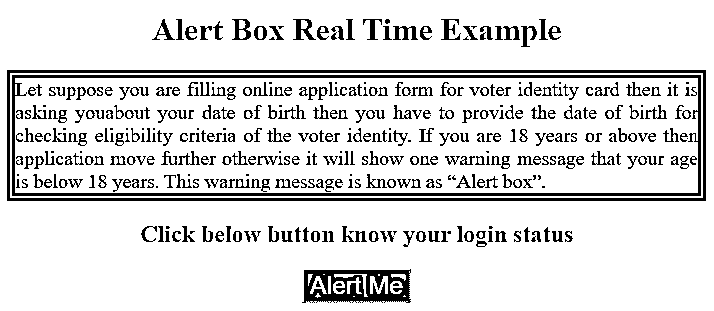 Alert Box Real Time Example
Let suppose you are filling online application form for voter identity card then it is
asking youabout your date of birth then you have to provide the date of birth for
checking eligibility criteria of the voter identity. If you are 18 years or above then
application move further otherwise it will show one warning message that your age
is below 18 years. This warning message is known as “Alert box”.
Click below button know your login status
Alert Me